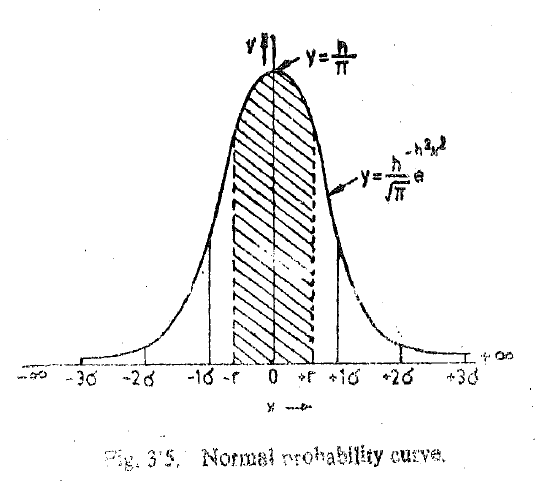 y
y = h/π
y = h/√π e^-h²x²
-∞ -3σ -2σ -1σ -r 0 +r +1σ +2σ +3σ +∞
x →
Fig. 3·5. Normal probability curve.